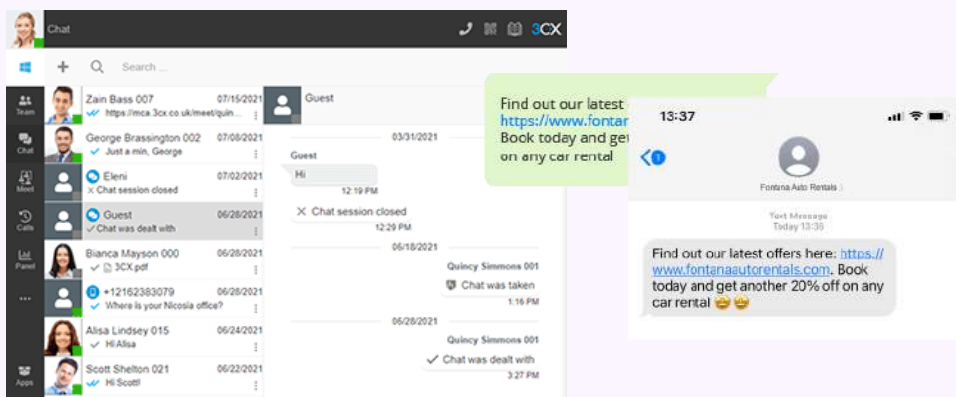 Chat
3CX
Search ...
Team
Chat
Meet
Calls
Panel
Apps
Zain Bass 007
07/15/2021
https://mca.3cx.co.uk/meet/quin...
George Brassington 002
07/08/2021
Just a min, George
Eleni
07/02/2021
Chat session closed
Guest
06/28/2021
Chat was dealt with
Bianca Mayson 000
06/28/2021
3CX.pdf
+12162383079
06/28/2021
Where is your Nicosia office?
Alisa Lindsey 015
06/24/2021
Hi Alisa
Scott Shelton 021
06/22/2021
Hi Scott!
Guest
03/31/2021
Guest
Hi
12:19 PM
Chat session closed
12:29 PM
06/18/2021
Quincy Simmons 001
Chat was taken
1:16 PM
06/28/2021
Quincy Simmons 001
Chat was dealt with
3:27 PM
Find out our latest
https://www.fontan
Book today and get
on any car rental
13:37
1
Fontana Auto Rentals
Text Message
Today 13:35
Find out our latest offers here: https://
www.fontanaautorentals.com. Book
today and get another 20% off on any
car rental 🤩 🤩